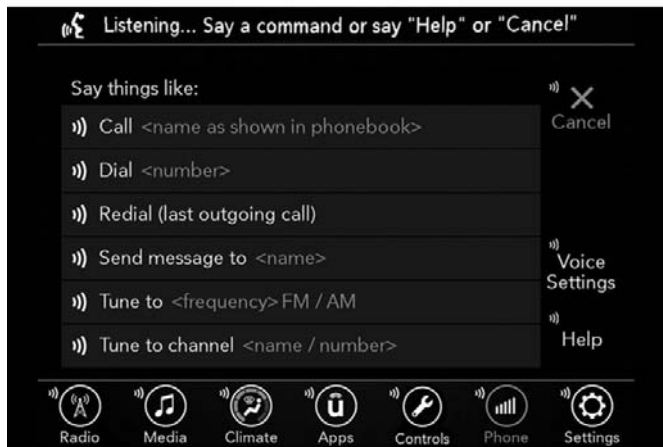 Listening... Say a command or say "Help" or "Cancel"
Say things like:
Call <name as shown in phonebook>
Dial <number>
Redial (last outgoing call)
Send message to <name>
Tune to <frequency> FM / AM
Tune to channel <name / number>
Cancel
Voice
Settings
Help
Radio Media Climate Apps Controls Phone Settings